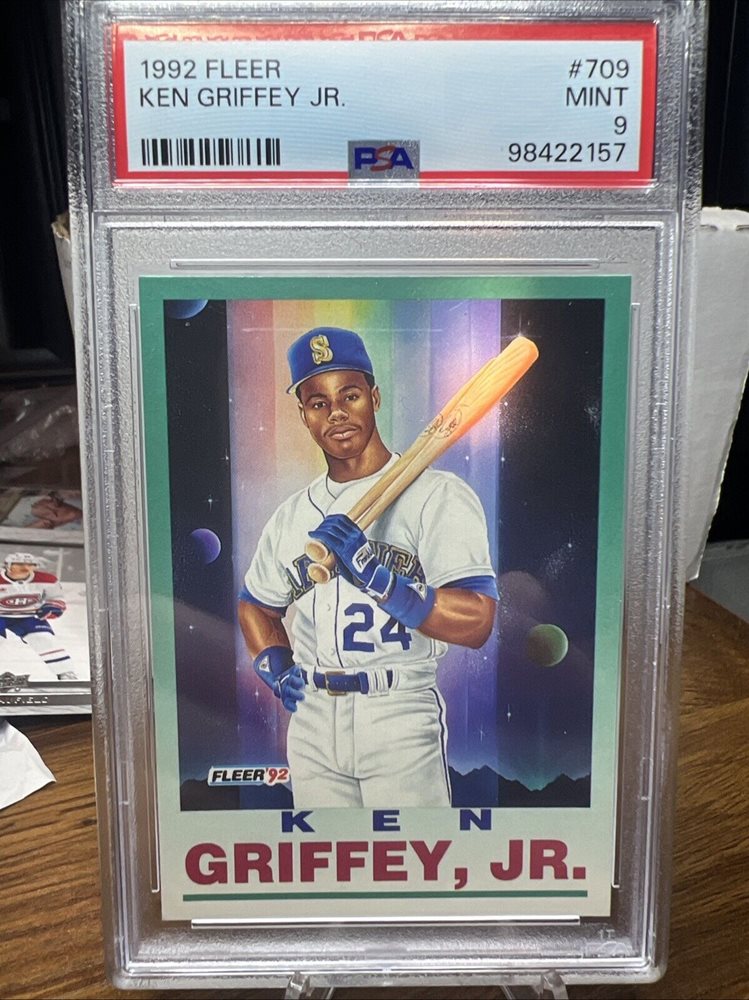 1992 FLEER #709
KEN GRIFFEY JR. MINT
9
PSA 98422157
S
24
FLEER '92
KEN
GRIFFEY, JR.